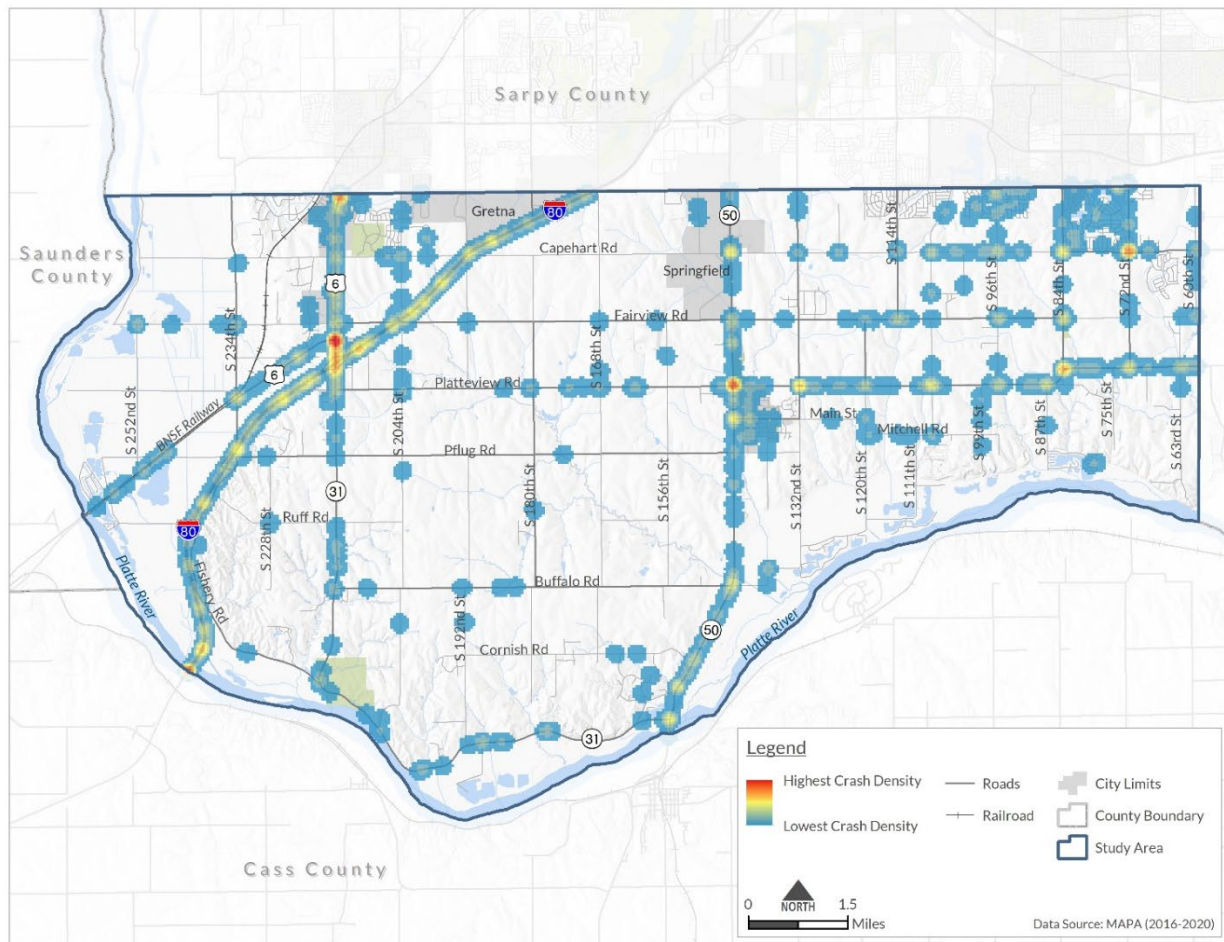 Sarpy County
Saunders
County
Gretna
80
50
S 114th St
Capehart Rd
Springfield
6
S 96th St
S 84th St
S 72nd St
S 60th St
Fairview Rd
S 234th St
S 168th St
6
Platteview Rd
S 252nd St
BNSF Railway
S 204th St
Main St
Mitchell Rd
S 99th St
S 87th St
S 75th St
S 63rd St
Pflug Rd
31
S 180th St
S 156th St
S 132nd St
S 120th St
S 111th St
80
S 228th St
Ruff Rd
Platte River
Fishery Rd
Buffalo Rd
S 192nd St
Cornish Rd
50
Platte River
31
Cass County
Legend
Highest Crash Density
Lowest Crash Density
Roads
Railroad
City Limits
County Boundary
Study Area
NORTH
0 1.5
Miles
Data Source: MAPA (2016-2020)